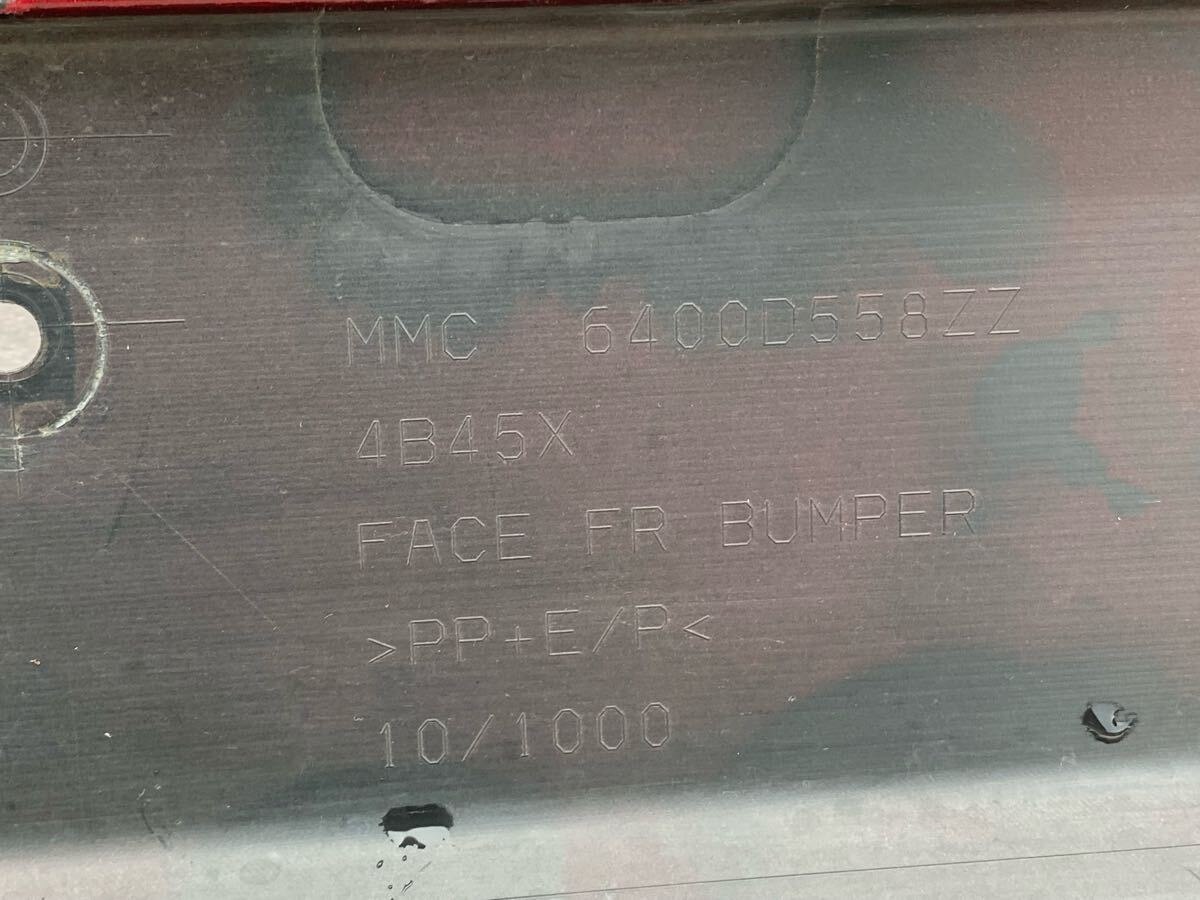 MMC 6400D558ZZ
4B45X
FACE FR BUMPER
>PP+E/P<
10/1000